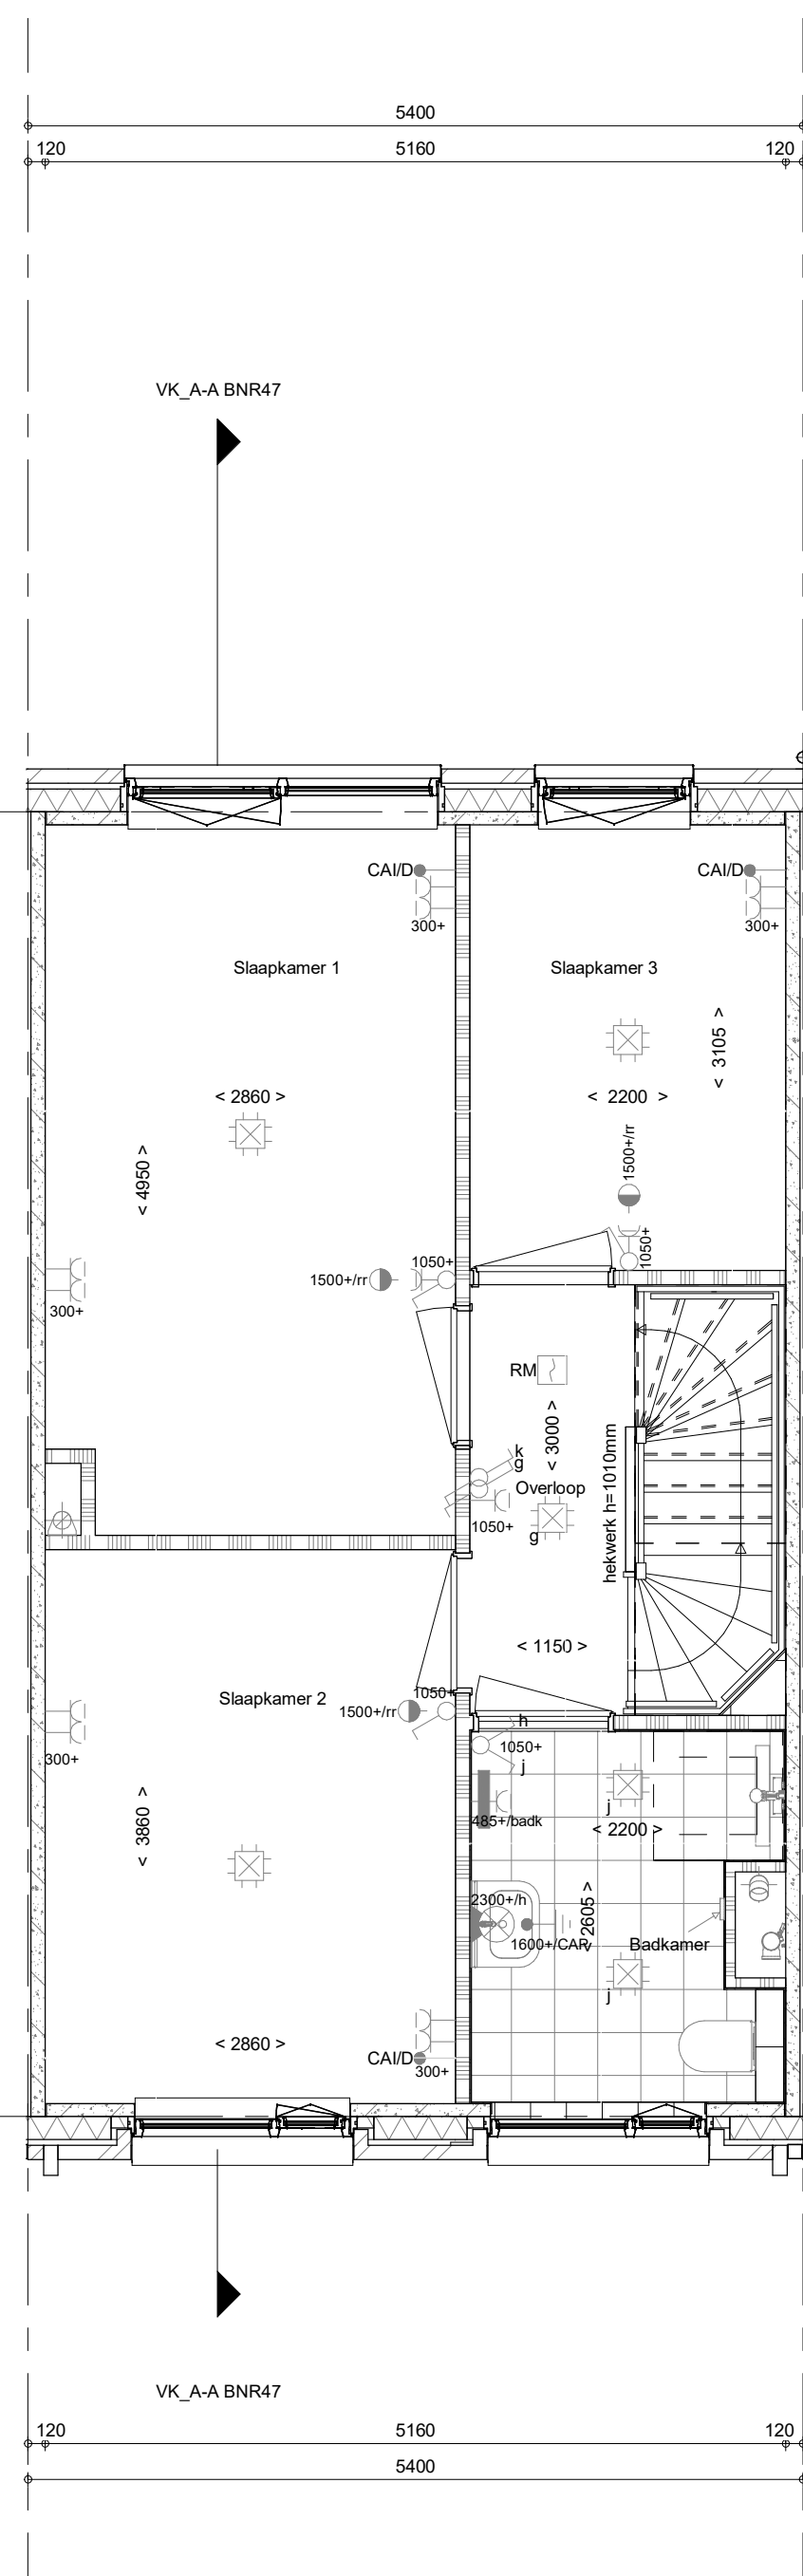 5400
120 5160 120
VK_A-A BNR47
CAI/D CAI/D
300+ 300+
Slaapkamer 1 Slaapkamer 3
< 3105 >
< 2860 > < 2200 >
1500+/rr
< 4950 >
1050+
1050+
1500+/rr
300+
RM
< 3000 >
k
g
Overloop
hekwerk h=1010mm
1050+
g
< 1150 >
Slaapkamer 2
1050+
1500+/rr
h
1050+
300+
j
j
485+/badk
< 2200 >
< 3860 >
2300+/h
< 2605 >
1600+/CAP
Badkamer
j
< 2860 >
CAI/D
300+
VK_A-A BNR47
120 5160 120
5400